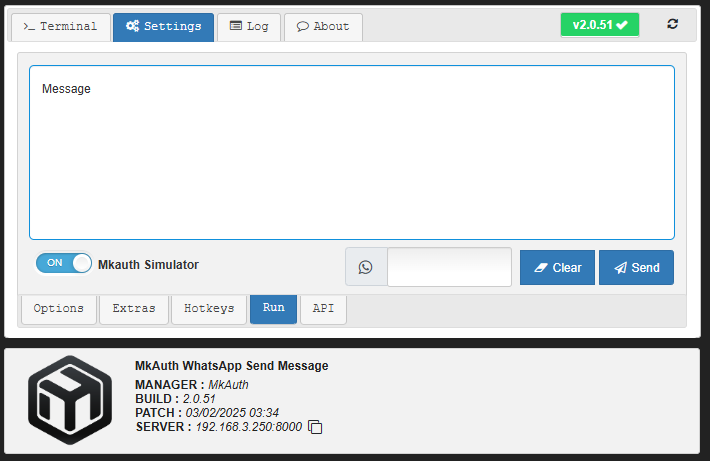 Terminal Settings Log About v2.0.51
Message
ON Mkauth Simulator Clear Send
Options Extras Hotkeys Run API
MkAuth WhatsApp Send Message
MANAGER : MkAuth
BUILD : 2.0.51
PATCH : 03/02/2025 03:34
SERVER : 192.168.3.250:8000